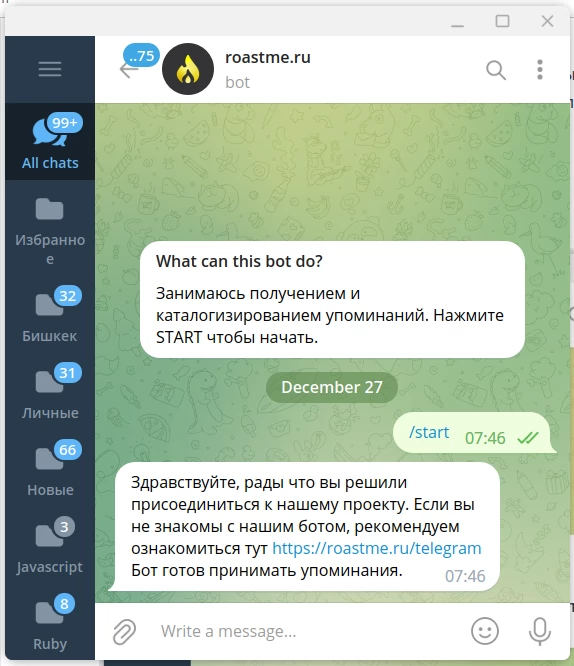 ..75
roastme.ru
bot
99+
All chats
Избранно
е
32
Бишкек
31
Личные
66
Новые
3
Javascript
8
Ruby
What can this bot do?
Занимаюсь получением и
каталогизированием упоминаний. Нажмите
START чтобы начать.
December 27
/start 07:46
Здравствуйте, рады что вы решили
присоединиться к нашему проекту. Если вы
не знакомы с нашим ботом, рекомендуем
ознакомиться тут https://roastme.ru/telegram
Бот готов принимать упоминания. 07:46
Write a message...